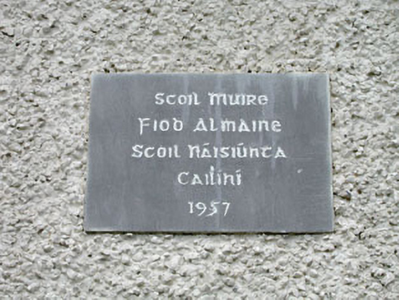 Scoil Muire
Fiod Almaine
Scoil Náisiúnta
Cailíní
1957